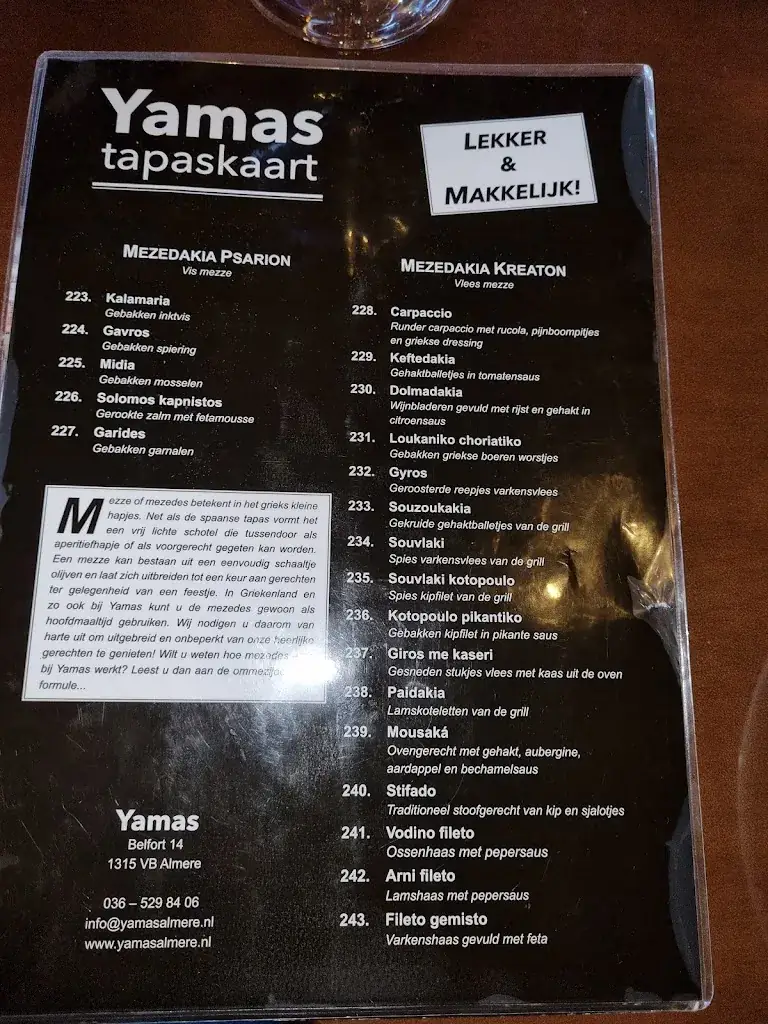 Yamas
tapaskaart
LEKKER
&
MAKKELIJK!
MEZEDAKIA PSARION
Vis mezze
223. Kalamaria
Gebakken inktvis
224. Gavros
Gebakken spiering
225. Midia
Gebakken mosselen
226. Solomos kapnistos
Gerookte zalm met fetamousse
227. Garides
Gebakken garnalen
Mezze of mezedes betekent in het grieks kleine
hapjes. Net als de spaanse tapas vormt het
een vrij lichte schotel die tussendoor als
aperitiefhapje of als voorgerecht gegeten kan worden.
Een mezze kan bestaan uit een eenvoudig schaaltje
olijven en laat zich uitbreiden tot een keur aan gerechten
ter gelegenheid van een feestje. In Griekenland en
zo ook bij Yamas kunt u de mezedes gewoon als
hoofdmaaltijd gebruiken. Wij nodigen u daarom van
harte uit om uitgebreid en onbeperkt van onze heerlijke
gerechten te genieten! Wilt u weten hoe mezedes
bij Yamas werkt? Leest u dan aan de
formule...
Yamas
Belfort 14
1315 VB Almere
036 – 529 84 06
info@yamasalmere.nl
www.yamasalmere.nl
MEZEDAKIA KREATON
Vlees mezze
228. Carpaccio
Runder carpaccio met rucola, pijnboompitjes
en griekse dressing
229. Keftedakia
Gehaktballetjes in tomatensaus
230. Dolmadakia
Wijnbladeren gevuld met rijst en gehakt in
citroensaus
231. Loukaniko choriatiko
Gebakken griekse boeren worstjes
232. Gyros
Geroosterde reepjes varkensvlees
233. Souzoukakia
Gekruide gehaktballetjes van de grill
234. Souvlaki
Spies varkensvlees van de grill
235. Souvlaki kotopoulo
Spies kipfilet van de grill
236. Kotopoulo pikantiko
Gebakken kipfilet in pikante saus
237. Giros me kaseri
Gesneden stukjes vlees met kaas uit de oven
238. Paidakia
Lamskoteletten van de grill
239. Mousaká
Ovengerecht met gehakt, aubergine,
aardappel en bechamelsaus
240. Stifado
Traditioneel stoofgerecht van kip en sjalotjes
241. Vodino fileto
Ossenhaas met pepersaus
242. Arni fileto
Lamshaas met pepersaus
243. Fileto gemisto
Varkenshaas gevuld met feta